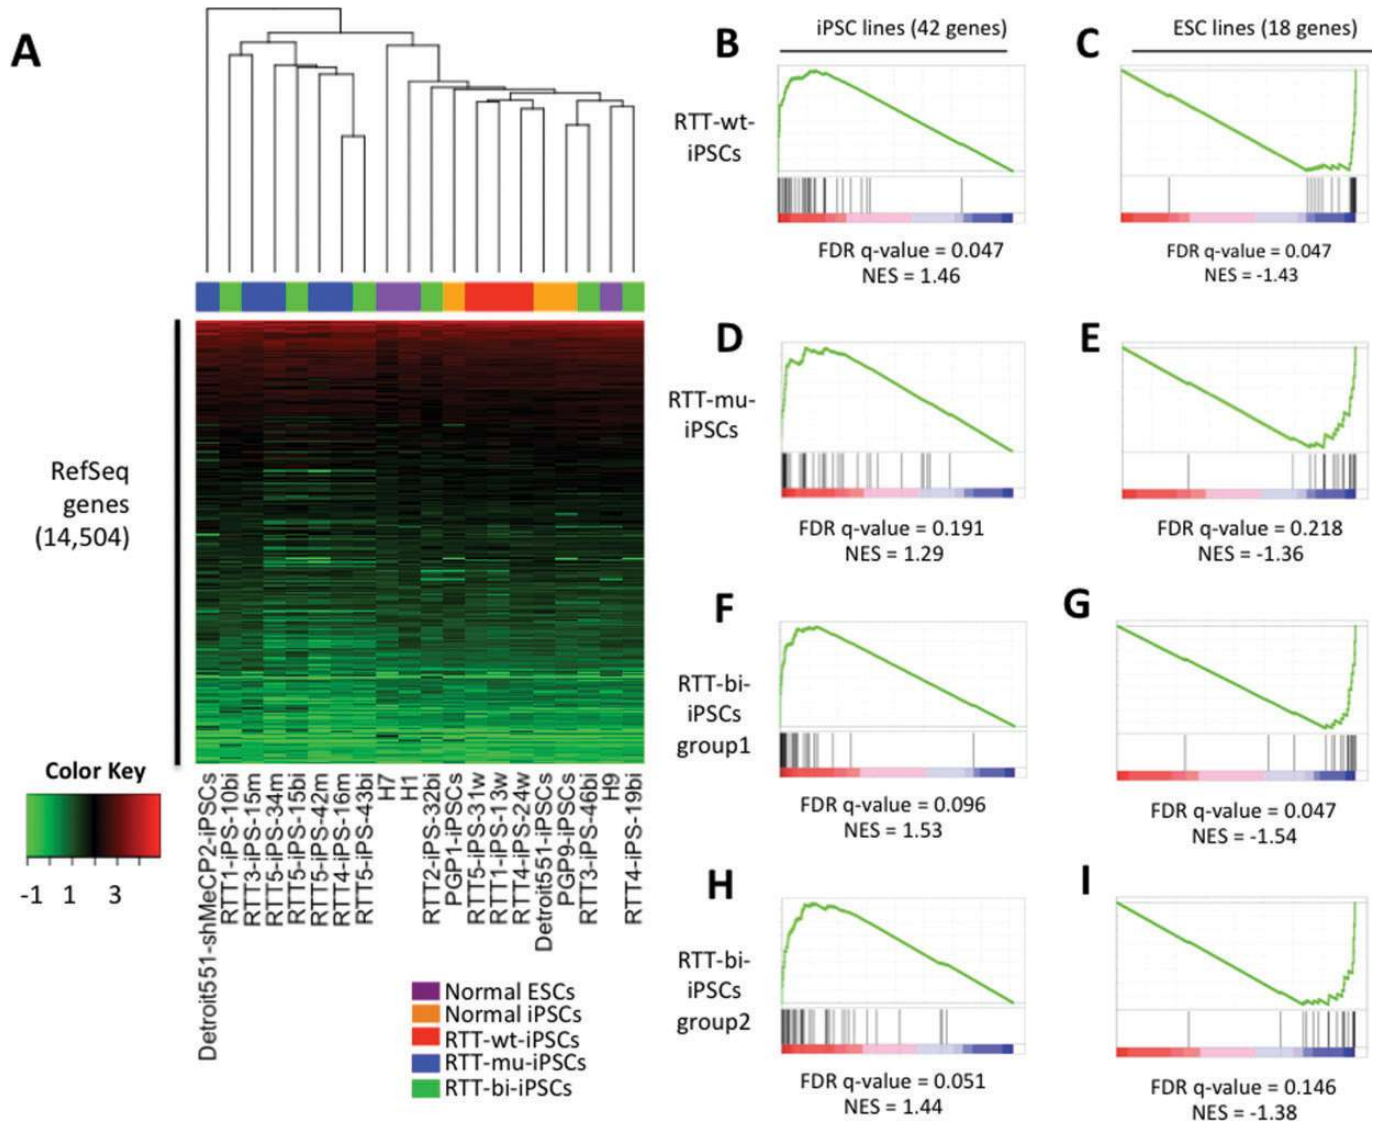 A
B
iPSC lines (42 genes)
C
ESC lines (18 genes)
RTT-wt-
iPSCs
FDR q-value = 0.047
NES = 1.46
FDR q-value = 0.047
NES = -1.43
D
E
RTT-mu-
iPSCs
FDR q-value = 0.191
NES = 1.29
FDR q-value = 0.218
NES = -1.36
F
G
RTT-bi-
iPSCs
group1
FDR q-value = 0.096
NES = 1.53
FDR q-value = 0.047
NES = -1.54
H
I
RTT-bi-
iPSCs
group2
FDR q-value = 0.051
NES = 1.44
FDR q-value = 0.146
NES = -1.38
RefSeq
genes
(14,504)
Color Key
-1 1 3
Detroit551-shMeCP2-iPSCs
RTT1-iPS-10bi
RTT3-iPS-15m
RTT5-iPS-34m
RTT5-iPS-15bi
RTT5-iPS-42m
RTT4-iPS-16m
RTT5-iPS-43bi
H7
H1
RTT2-iPS-32bi
PGP1-iPSCs
RTT5-iPS-31w
RTT1-iPS-13w
RTT4-iPS-24w
Detroit551-iPSCs
PGP9-iPSCs
RTT3-iPS-46bi
H9
RTT4-iPS-19bi
Normal ESCs
Normal iPSCs
RTT-wt-iPSCs
RTT-mu-iPSCs
RTT-bi-iPSCs